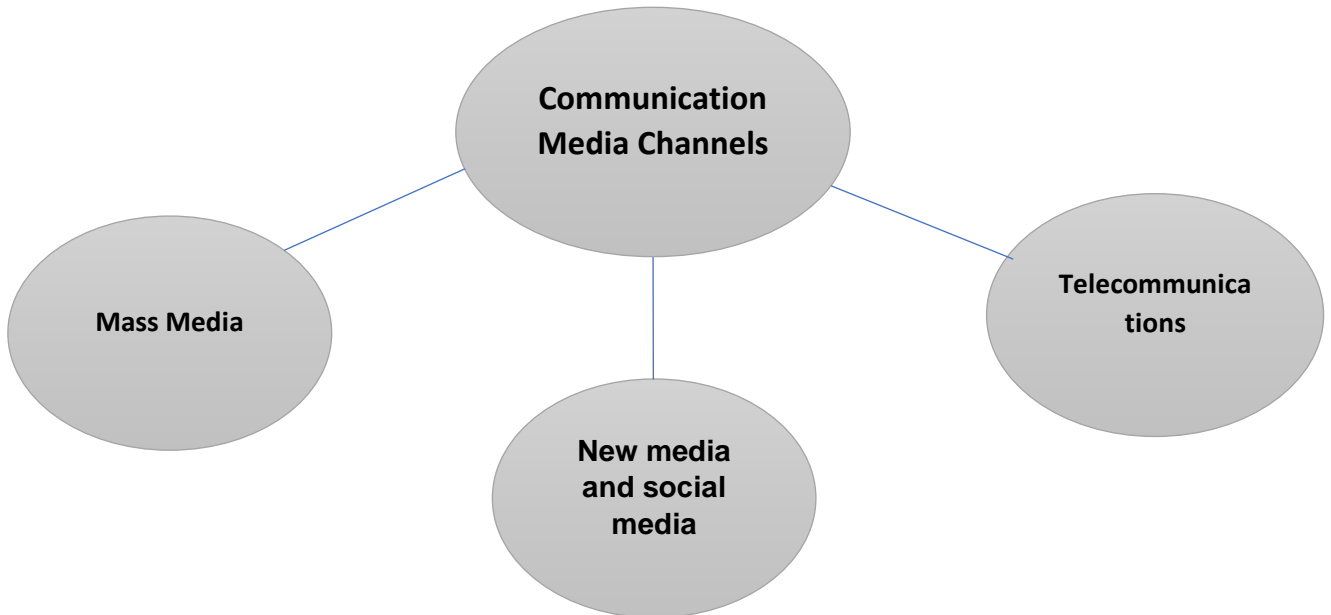 Communication
Media Channels
Mass Media
Telecommunica
tions
New media
and social
media